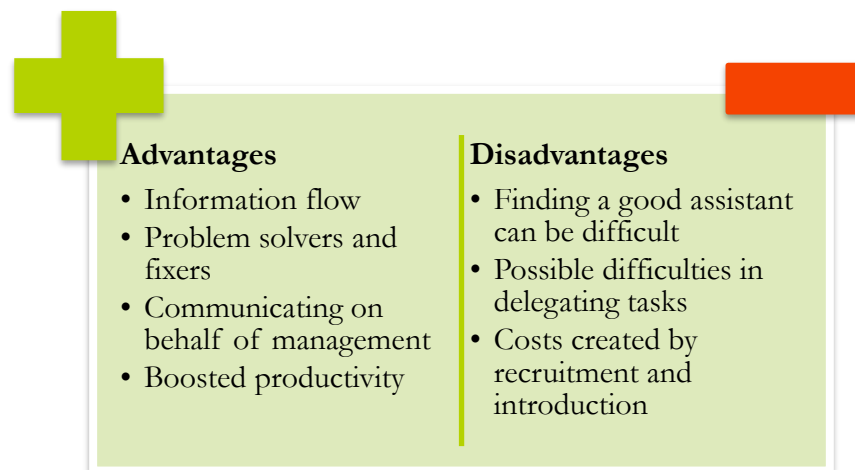 Advantages
• Information flow
• Problem solvers and
fixers
• Communicating on
behalf of management
• Boosted productivity
Disadvantages
• Finding a good assistant
can be difficult
• Possible difficulties in
delegating tasks
• Costs created by
recruitment and
introduction